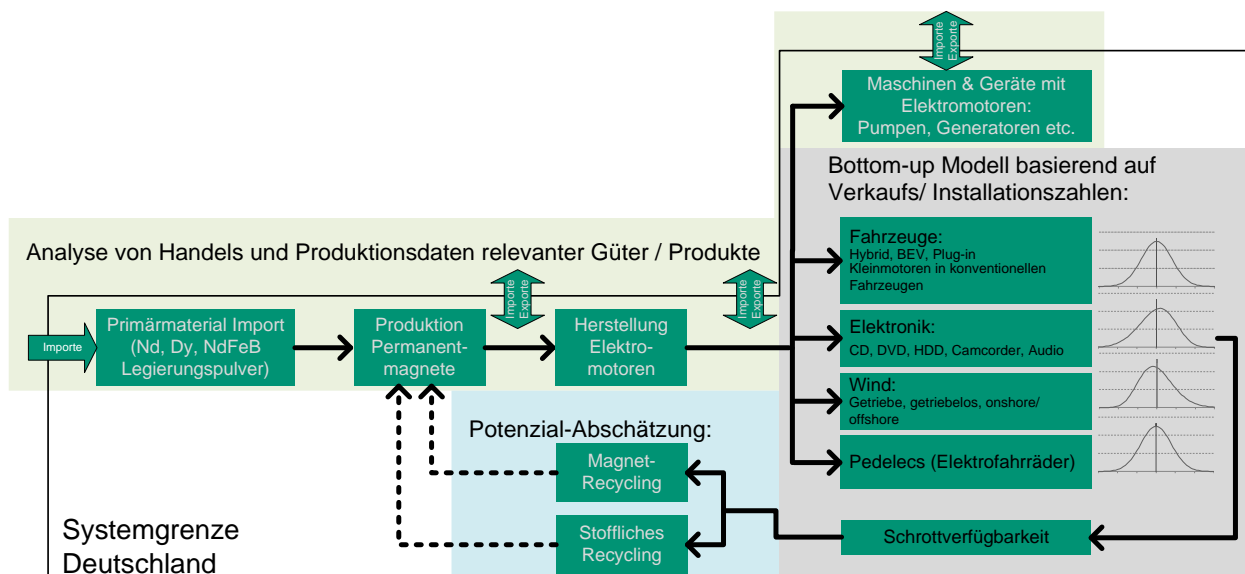 Importe
Exporte
Maschinen & Geräte mit
Elektromotoren:
Pumpen, Generatoren etc.
Bottom-up Modell basierend auf
Verkaufs/ Installationszahlen:
Analyse von Handels und Produktionsdaten relevanter Güter / Produkte
Fahrzeuge:
Hybrid, BEV, Plug-in
Kleinmotoren in konventionellen
Fahrzeugen
Importe
Exporte
Importe
Exporte
Importe
Primärmaterial Import
(Nd, Dy, NdFeB
Legierungspulver)
Produktion
Permanent-
magnete
Herstellung
Elektro-
motoren
Elektronik:
CD, DVD, HDD, Camcorder, Audio
Wind:
Getriebe, getriebelos, onshore/
offshore
Pedelecs (Elektrofahrräder)
Potenzial-Abschätzung:
Magnet-
Recycling
Stoffliches
Recycling
Schrottverfügbarkeit
Systemgrenze
Deutschland